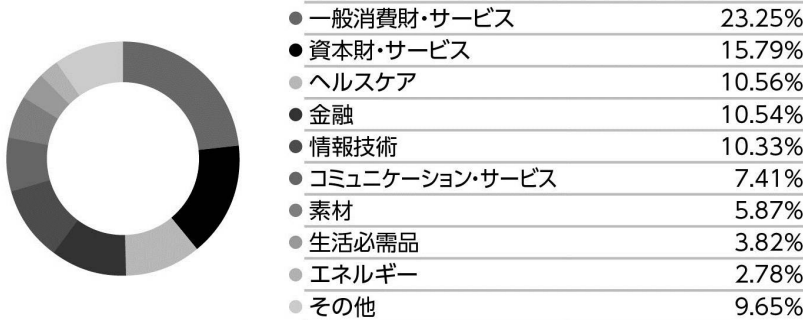 一般消費財・サービス 23.25%
資本財・サービス 15.79%
ヘルスケア 10.56%
金融 10.54%
情報技術 10.33%
コミュニケーション・サービス 7.41%
素材 5.87%
生活必需品 3.82%
エネルギー 2.78%
その他 9.65%